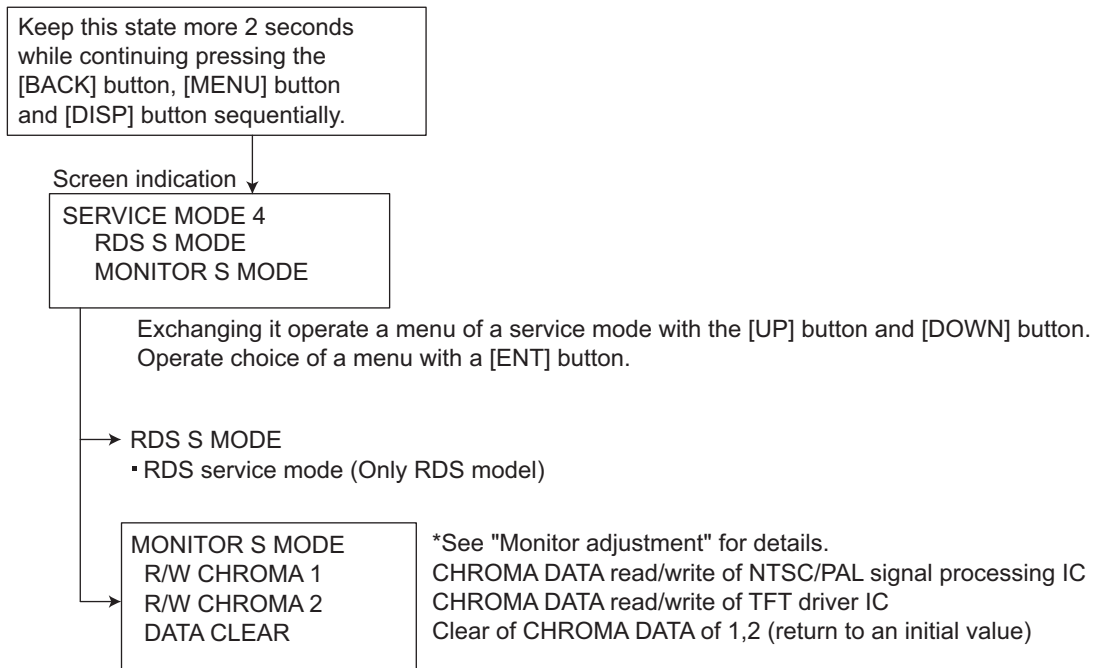 Keep this state more 2 seconds
while continuing pressing the
[BACK] button, [MENU] button
and [DISP] button sequentially.
Screen indication
SERVICE MODE 4
RDS S MODE
MONITOR S MODE
Exchanging it operate a menu of a service mode with the [UP] button and [DOWN] button.
Operate choice of a menu with a [ENT] button.
RDS S MODE
▪ RDS service mode (Only RDS model)
MONITOR S MODE *See "Monitor adjustment" for details.
R/W CHROMA 1 CHROMA DATA read/write of NTSC/PAL signal processing IC
R/W CHROMA 2 CHROMA DATA read/write of TFT driver IC
DATA CLEAR Clear of CHROMA DATA of 1,2 (return to an initial value)